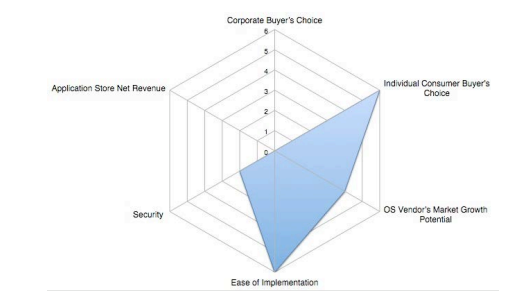 Corporate Buyer's Choice
6
5
4
3
2
1
0
Application Store Net Revenue
Individual Consumer Buyer's
Choice
Security
OS Vendor's Market Growth
Potential
Ease of Implementation